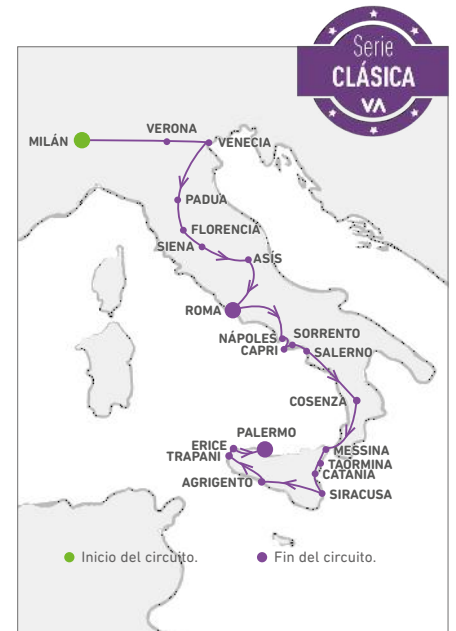 Serie
CLÁSICA
VA
VERONA
MILÁN
VENECIA
PADUA
FLORENCIA
SIENA
ASÍS
ROMA
NÁPOLES
SORRENTO
CAPRI
SALERNO
COSENZA
PALERMO
ERICE
MESSINA
TRAPANI
TAORMINA
CATANIA
AGRIGENTO
SIRACUSA
Inicio del circuito.
Fin del circuito.